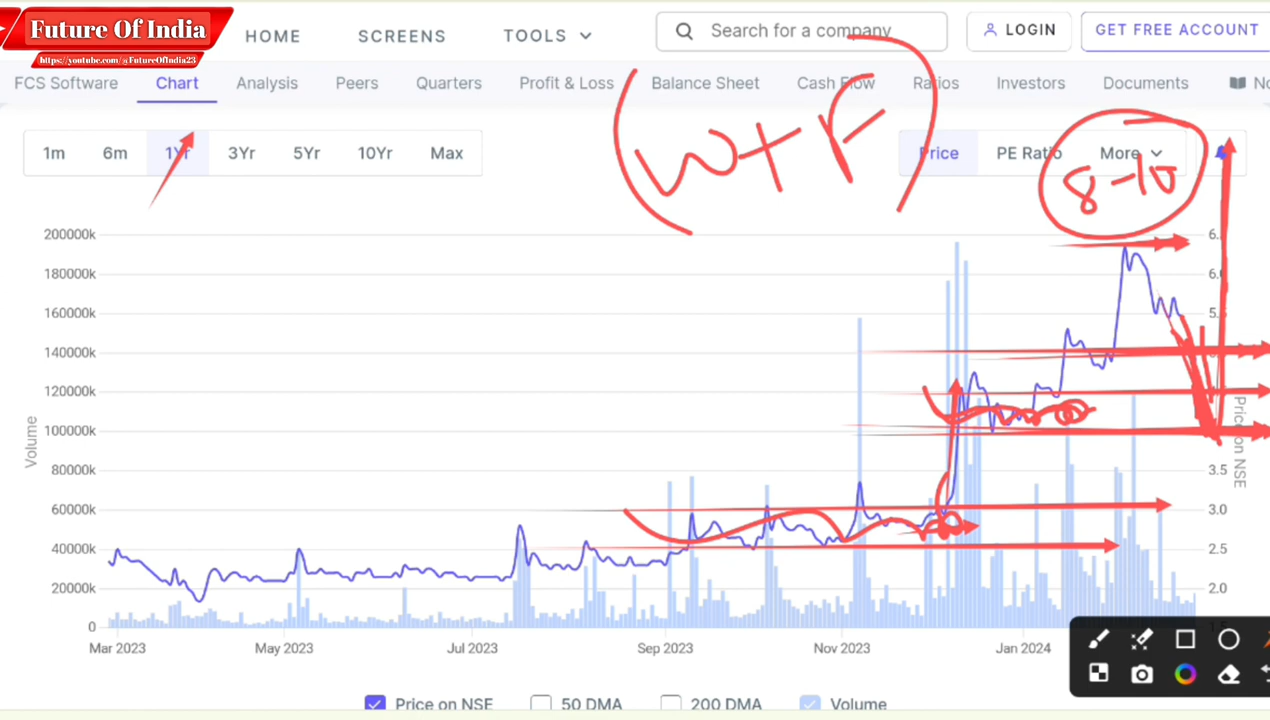 Future Of India
https://youtube.com/@FutureOfIndia23
HOME SCREENS TOOLS Search for a company LOGIN GET FREE ACCOUNT
FCS Software Chart Analysis Peers Quarters Profit & Loss Balance Sheet Cash Flow Ratios Investors Documents
1m 6m 1Yr 3Yr 5Yr 10Yr Max Price PE Ratio More
(W+F)
8-10
200000k
180000k
160000k
140000k
120000k
100000k
80000k 3.5
60000k 3.0
40000k 2.5
20000k 2.0
0
Volume
Price on NSE
Mar 2023 May 2023 Jul 2023 Sep 2023 Nov 2023 Jan 2024
Price on NSE 50 DMA 200 DMA Volume